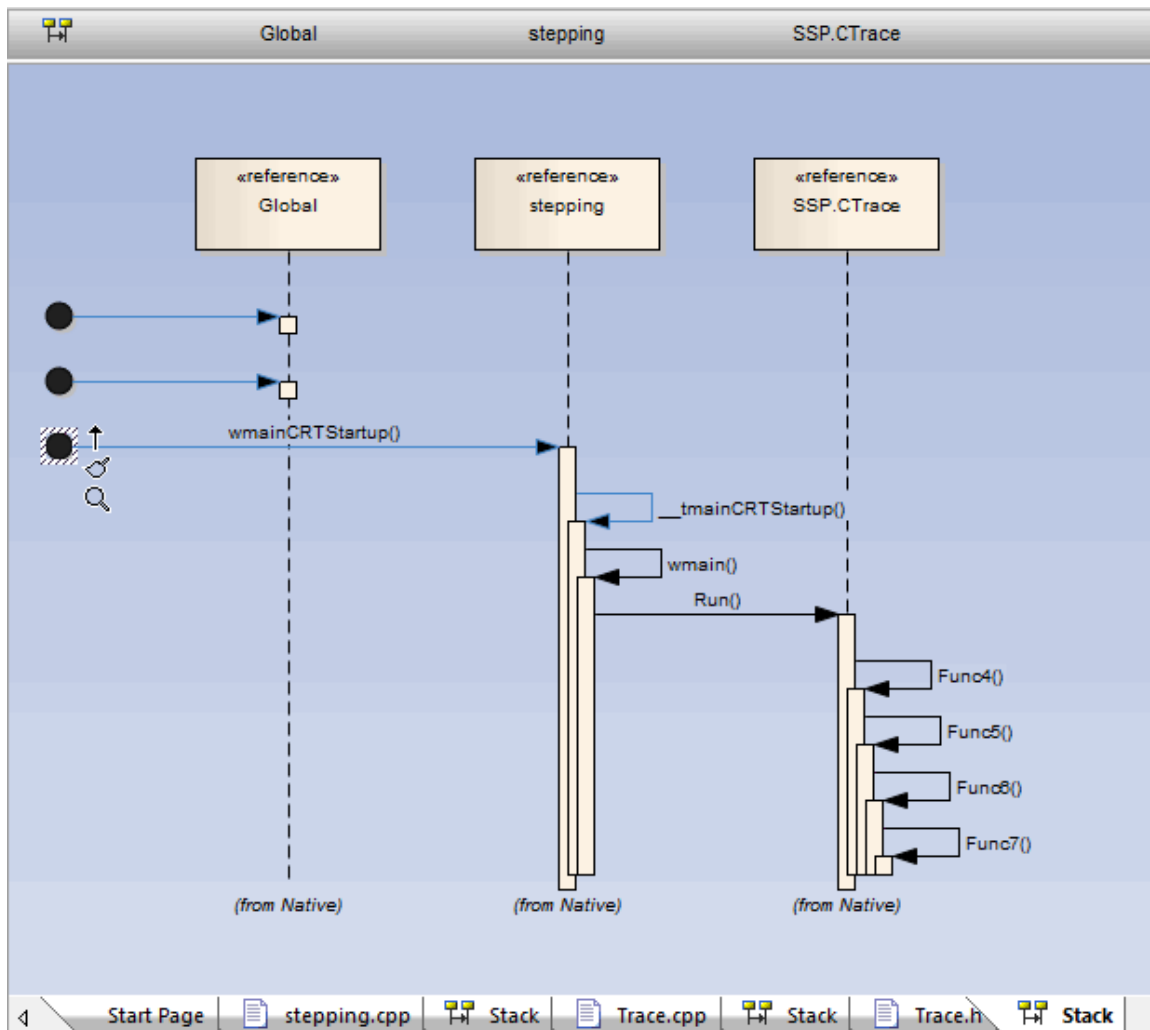 Global stepping SSP.CTrace
«reference» «reference» «reference»
Global stepping SSP.CTrace
wmainCRTStartup()
__tmainCRTStartup()
wmain()
Run()
Func4()
Func5()
Func6()
Func7()
(from Native) (from Native) (from Native)
Start Page stepping.cpp Stack Trace.cpp Stack Trace.h Stack